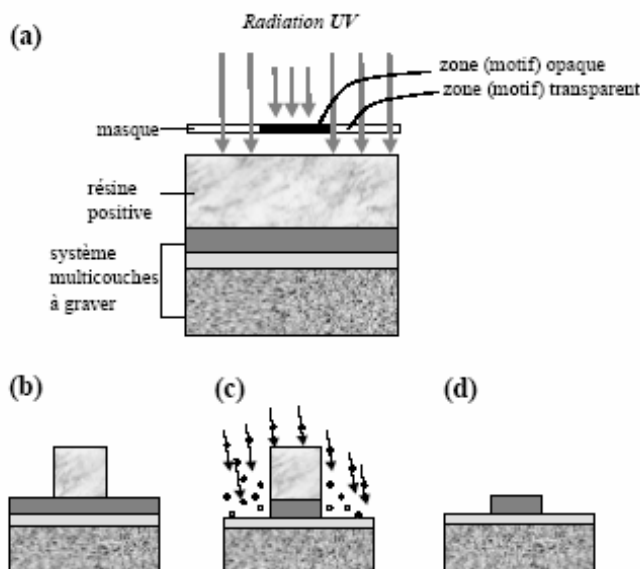 Radiation UV
(a)
zone (motif) opaque
zone (motif) transparent
masque
résine
positive
système
multicouches
à graver
(b)
(c)
(d)